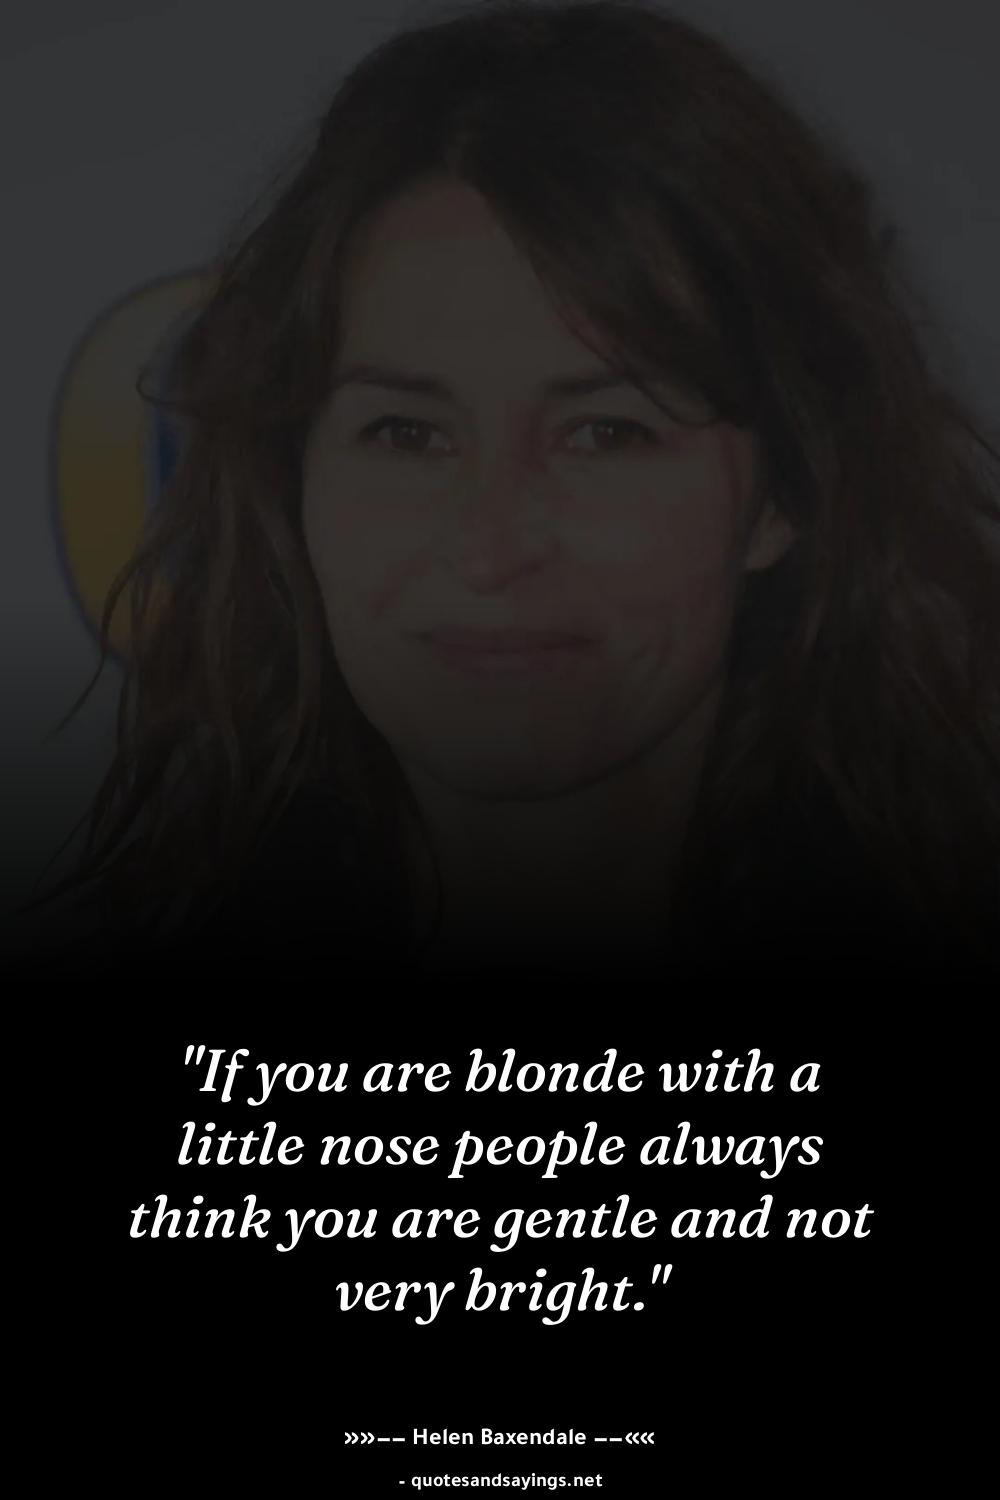 "If you are blonde with a
little nose people always
think you are gentle and not
very bright."
»»–– Helen Baxendale ––««
- quotesandsayings.net